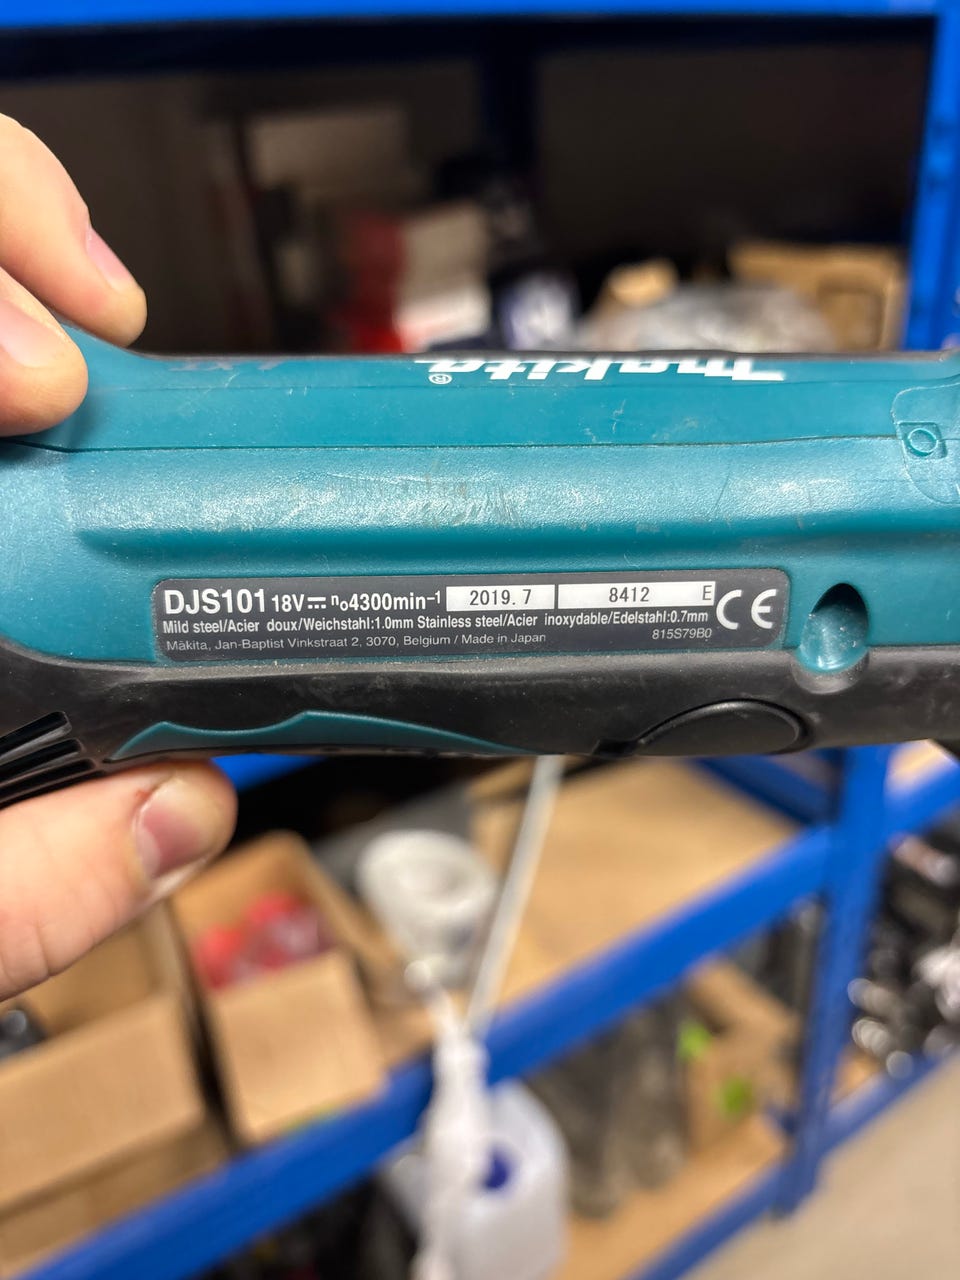 makita®
DJS101 18V⎓ n₀4300min⁻¹ 2019. 7 8412 E CE
Mild steel/Acier doux/Weichstahl:1.0mm Stainless steel/Acier inoxydable/Edelstahl:0.7mm
Makita, Jan-Baptist Vinkstraat 2, 3070, Belgium / Made in Japan 815S79B0